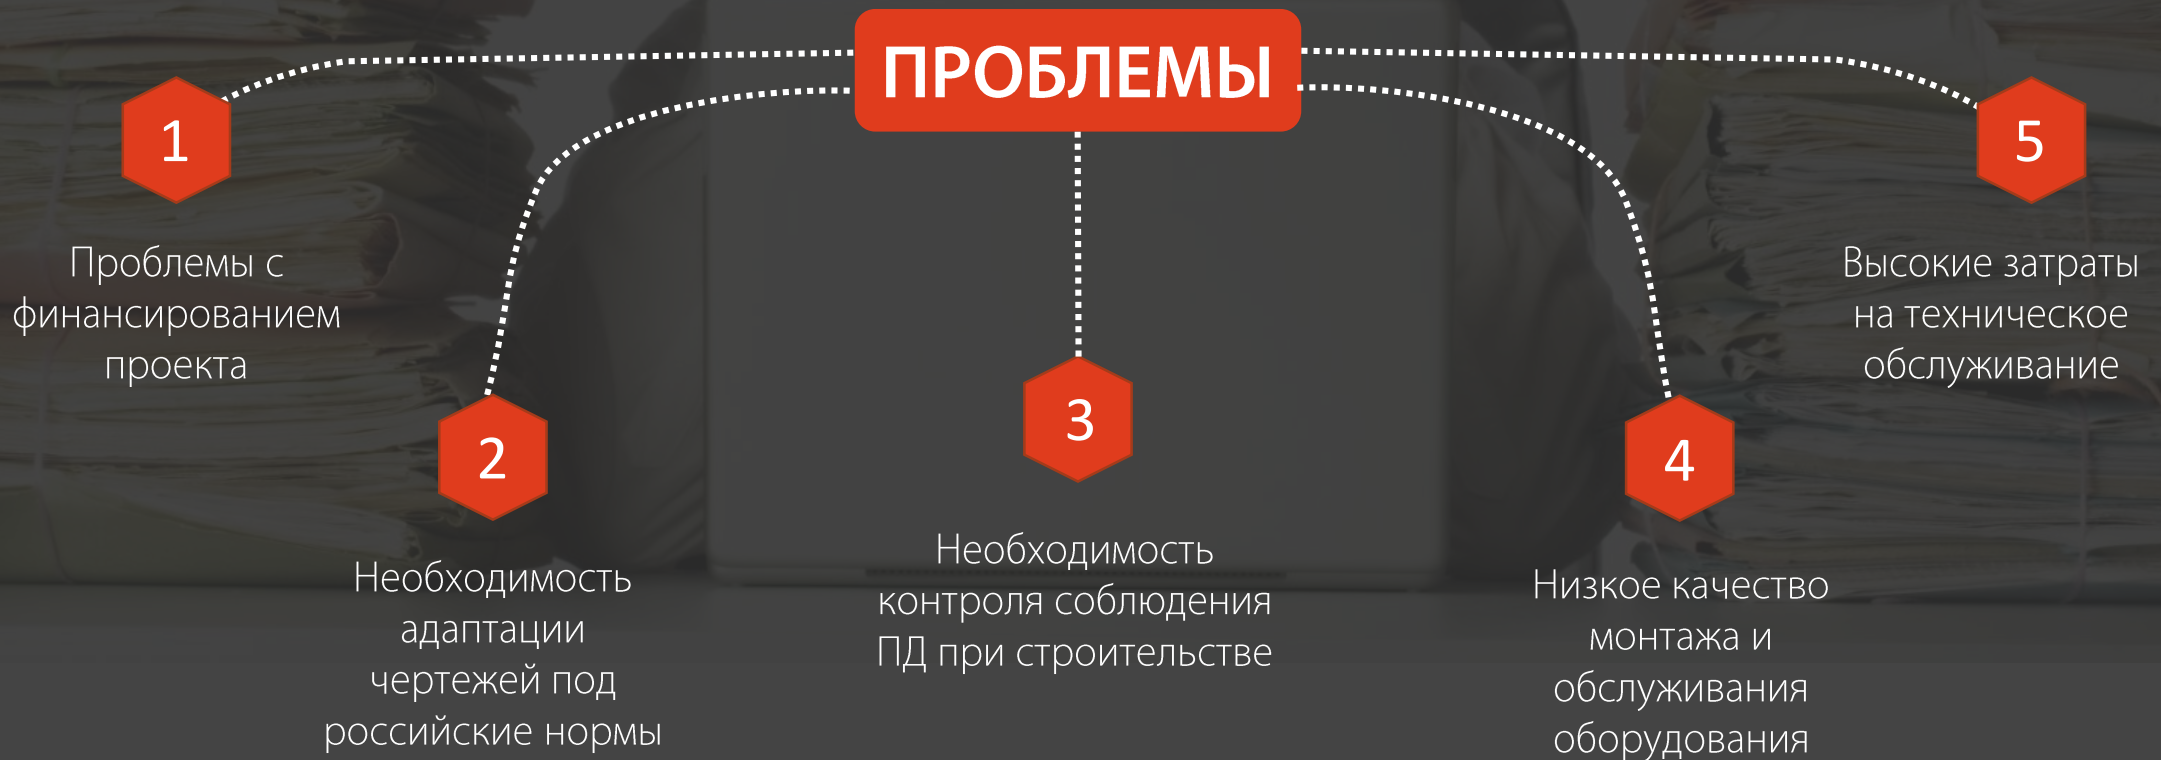 ПРОБЛЕМЫ
1
Проблемы с
финансированием
проекта
2
Необходимость
адаптации
чертежей под
российские нормы
3
Необходимость
контроля соблюдения
ПД при строительстве
4
Низкое качество
монтажа и
обслуживания
оборудования
5
Высокие затраты
на техническое
обслуживание